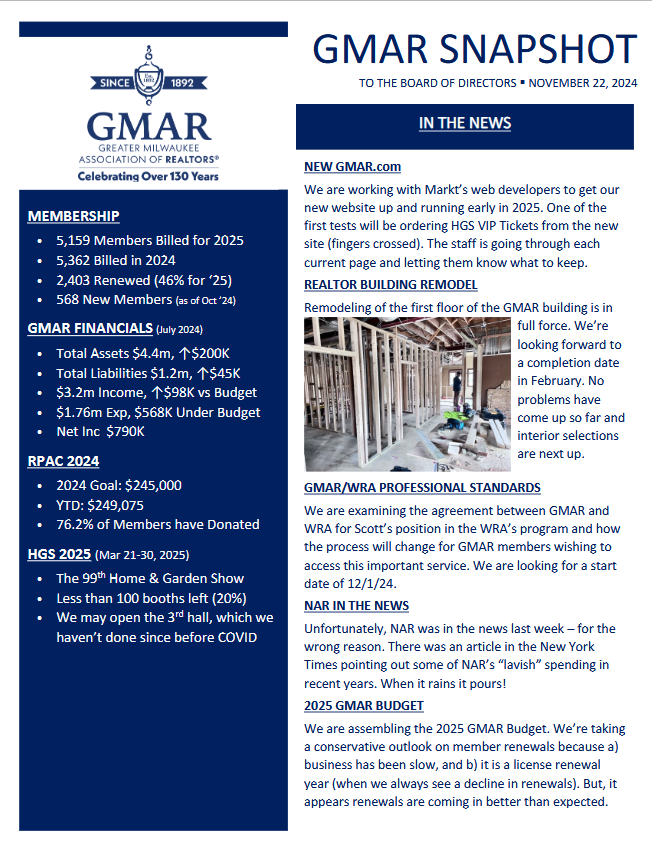 SINCE
Est.
1892
1892
GMAR
GREATER MILWAUKEE
ASSOCIATION OF REALTORS®
Celebrating Over 130 Years
MEMBERSHIP
• 5,159 Members Billed for 2025
• 5,362 Billed in 2024
• 2,403 Renewed (46% for ‘25)
• 568 New Members (as of Oct ‘24)
GMAR FINANCIALS (July 2024)
• Total Assets $4.4m, ↑$200K
• Total Liabilities $1.2m, ↑$45K
• $3.2m Income, ↑$98K vs Budget
• $1.76m Exp, $568K Under Budget
• Net Inc $790K
RPAC 2024
• 2024 Goal: $245,000
• YTD: $249,075
• 76.2% of Members have Donated
HGS 2025 (Mar 21-30, 2025)
• The 99th Home & Garden Show
• Less than 100 booths left (20%)
• We may open the 3rd hall, which we
haven’t done since before COVID
GMAR SNAPSHOT
TO THE BOARD OF DIRECTORS ▪ NOVEMBER 22, 2024
IN THE NEWS
NEW GMAR.com
We are working with Markt’s web developers to get our
new website up and running early in 2025. One of the
first tests will be ordering HGS VIP Tickets from the new
site (fingers crossed). The staff is going through each
current page and letting them know what to keep.
REALTOR BUILDING REMODEL
Remodeling of the first floor of the GMAR building is in
full force. We’re
looking forward to
a completion date
in February. No
problems have
come up so far and
interior selections
are next up.
GMAR/WRA PROFESSIONAL STANDARDS
We are examining the agreement between GMAR and
WRA for Scott’s position in the WRA’s program and how
the process will change for GMAR members wishing to
access this important service. We are looking for a start
date of 12/1/24.
NAR IN THE NEWS
Unfortunately, NAR was in the news last week – for the
wrong reason. There was an article in the New York
Times pointing out some of NAR’s “lavish” spending in
recent years. When it rains it pours!
2025 GMAR BUDGET
We are assembling the 2025 GMAR Budget. We’re taking
a conservative outlook on member renewals because a)
business has been slow, and b) it is a license renewal
year (when we always see a decline in renewals). But, it
appears renewals are coming in better than expected.